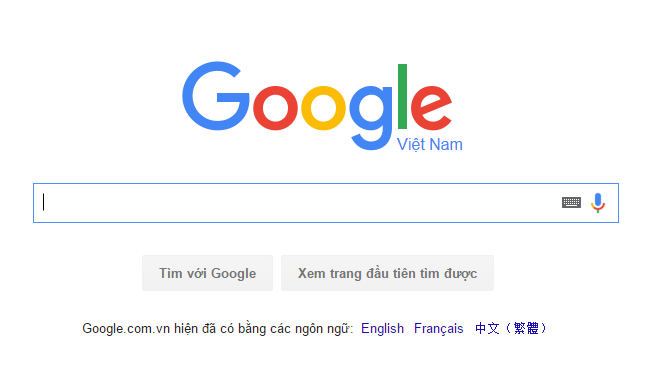 Google
Việt Nam
Tìm với Google
Xem trang đầu tiên tìm được
Google.com.vn hiện đã có bằng các ngôn ngữ: English Français 中文（繁體）